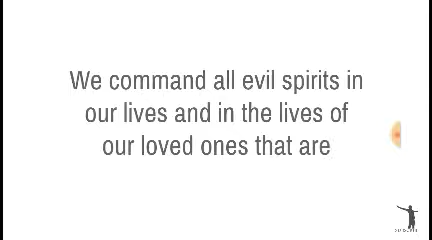 We command all evil spirits in
our lives and in the lives of
our loved ones that are